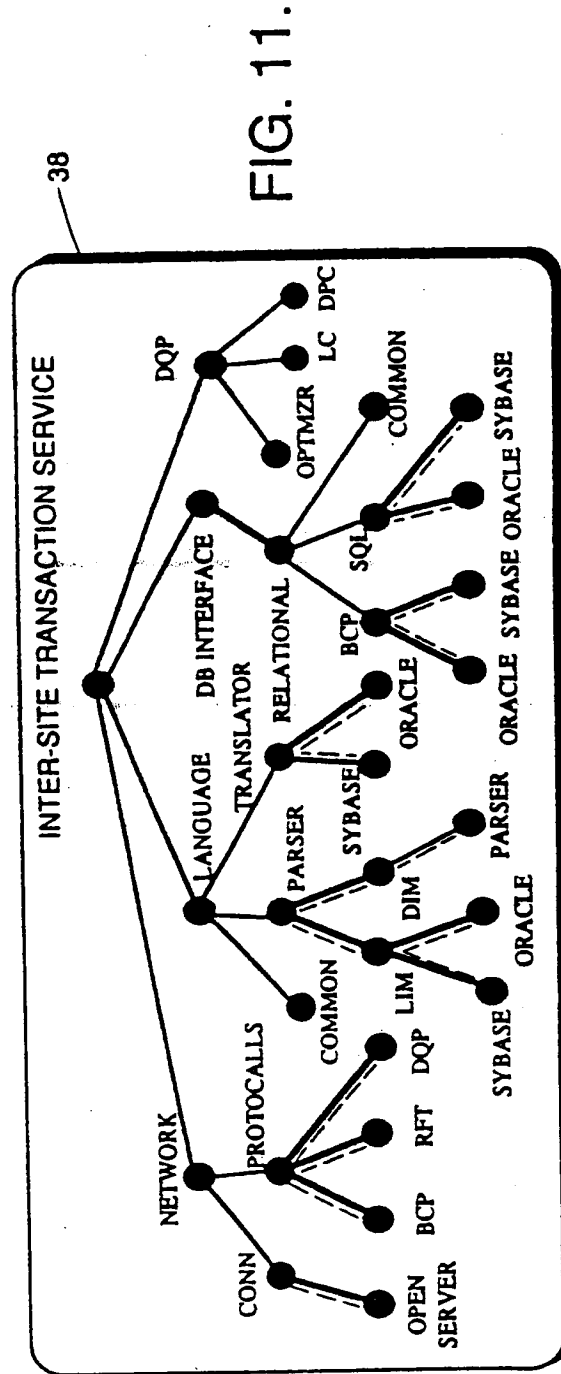 INTER-SITE TRANSACTION SERVICE
38
NETWORK
LANGUAGE
DB INTERFACE
DQP
CONN
PROTOCALLS
COMMON
PARSER
TRANSLATOR
RELATIONAL
OPTMZR
LC
DPC
OPEN
SERVER
BCP
RFT
DQP
LIM
DIM
SYBASE
ORACLE
BCP
SQL
COMMON
SYBASE
ORACLE
PARSER
ORACLE
SYBASE
ORACLE
SYBASE
FIG. 11.